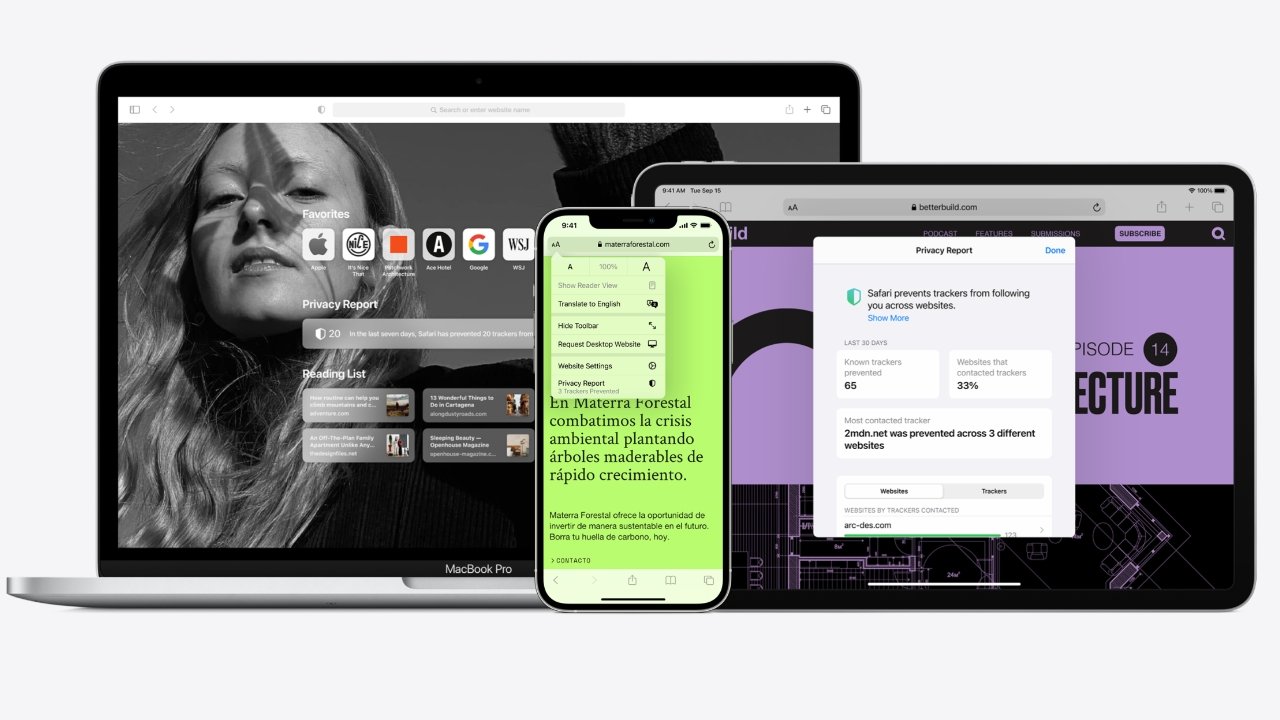 Search or enter website name
Favorites
NICE
A
G
WSJ
Apple
It's Nice
That
Patchwork
Architecture
Ace Hotel
Google
WSJ
Privacy Report
20 In the last seven days, Safari has prevented 20 trackers from
Reading List
How routine can help you
climb mountains and c...
adventure.com
13 Wonderful Things to
Do in Cartagena
alongdustyroads.com
An Off-The-Plan Family
Apartment Unlike Any...
thedesignfiles.net
Sleeping Beauty —
Openhouse Magazine
openhouse-magazine.c...
MacBook Pro
9:41
AA materraforestal.com
A 100% A
Show Reader View
Translate to English
Hide Toolbar
Request Desktop Website
Website Settings
Privacy Report
3 Trackers Prevented
En Materra Forestal
combatimos la crisis
ambiental plantando
árboles maderables de
rápido crecimiento.
Materra Forestal ofrece la oportunidad de
invertir de manera sustentable en el futuro.
Borra tu huella de carbono, hoy.
> CONTACTO
9:41 AM Tue Sep 15
100%
AA betterbuild.com
ild PODCAST FEATURES SUBMISSIONS SUBSCRIBE
Privacy Report Done
Safari prevents trackers from following
you across websites.
Show More
LAST 30 DAYS
Known trackers
prevented
65
Websites that
contacted trackers
33%
Most contacted tracker
2mdn.net was prevented across 3 different
websites
Websites Trackers
WEBSITES BY TRACKERS CONTACTED
arc-des.com
123
PISODE 14
ECTURE
8м²
24м²